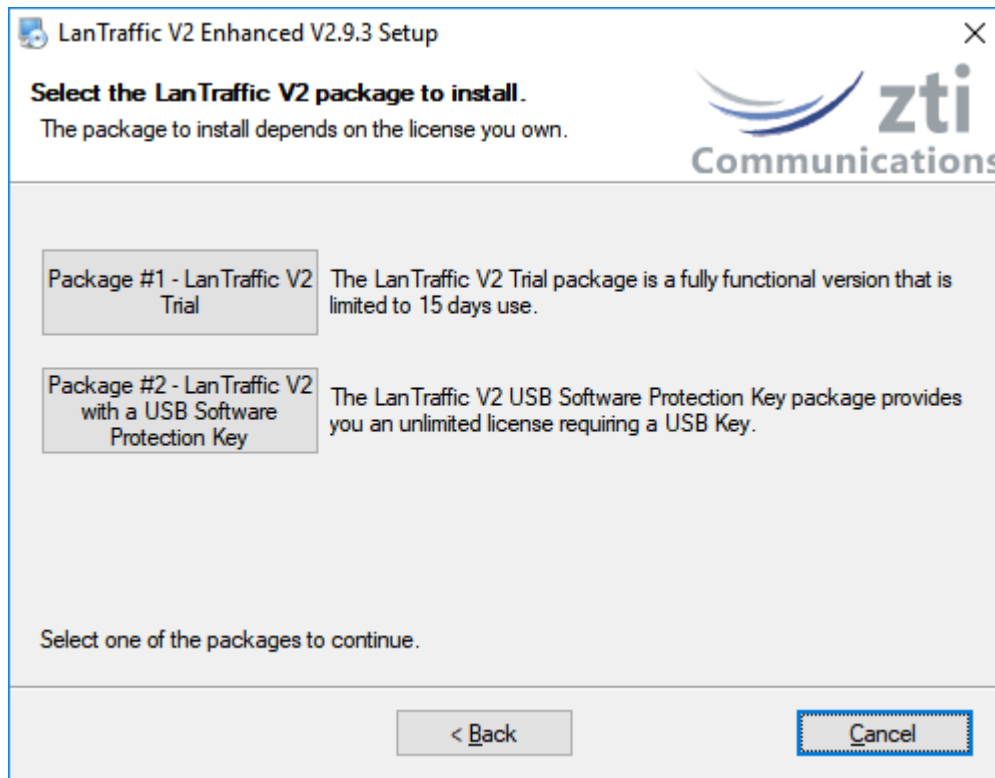 LanTraffic V2 Enhanced V2.9.3 Setup
Select the LanTraffic V2 package to install.
The package to install depends on the license you own.
zti
Communications
Package #1 - LanTraffic V2
Trial
The LanTraffic V2 Trial package is a fully functional version that is
limited to 15 days use.
Package #2 - LanTraffic V2
with a USB Software
Protection Key
The LanTraffic V2 USB Software Protection Key package provides
you an unlimited license requiring a USB Key.
Select one of the packages to continue.
< Back
Cancel